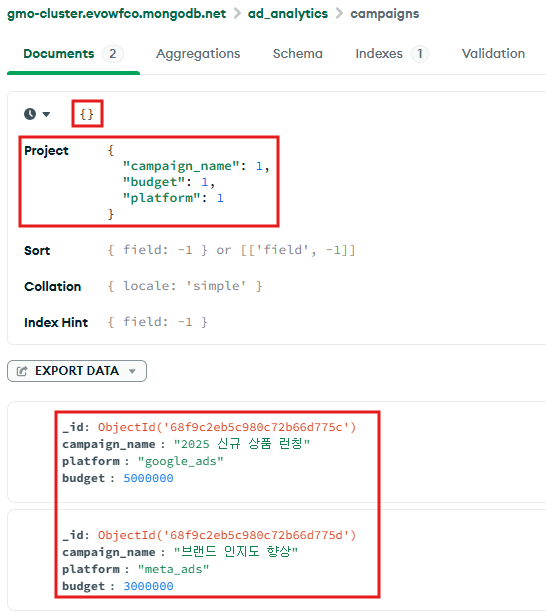 gmo-cluster.evowfco.mongodb.net > ad_analytics > campaigns
Documents 2 Aggregations Schema Indexes 1 Validation
{}
Project {
"campaign_name": 1,
"budget": 1,
"platform": 1
}
Sort { field: -1 } or [['field', -1]]
Collation { locale: 'simple' }
Index Hint { field: -1 }
EXPORT DATA
_id: ObjectId('68f9c2eb5c980c72b66d775c')
campaign_name : "2025 신규 상품 런칭"
platform : "google_ads"
budget : 5000000
_id: ObjectId('68f9c2eb5c980c72b66d775d')
campaign_name : "브랜드 인지도 향상"
platform : "meta_ads"
budget : 3000000